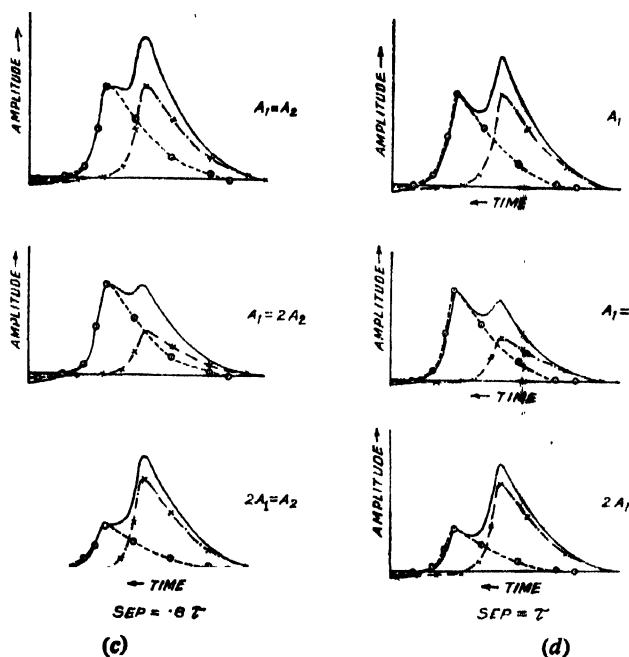 AMPLITUDE →
A₁=A₂
AMPLITUDE →
A₁=2A₂
2A₁=A₂
← TIME
SEP = ·8 τ
(c)
AMPLITUDE →
A₁
← TIME
AMPLITUDE →
A₁=
← TIME
AMPLITUDE →
2A₁
← TIME
SEP = τ
(d)